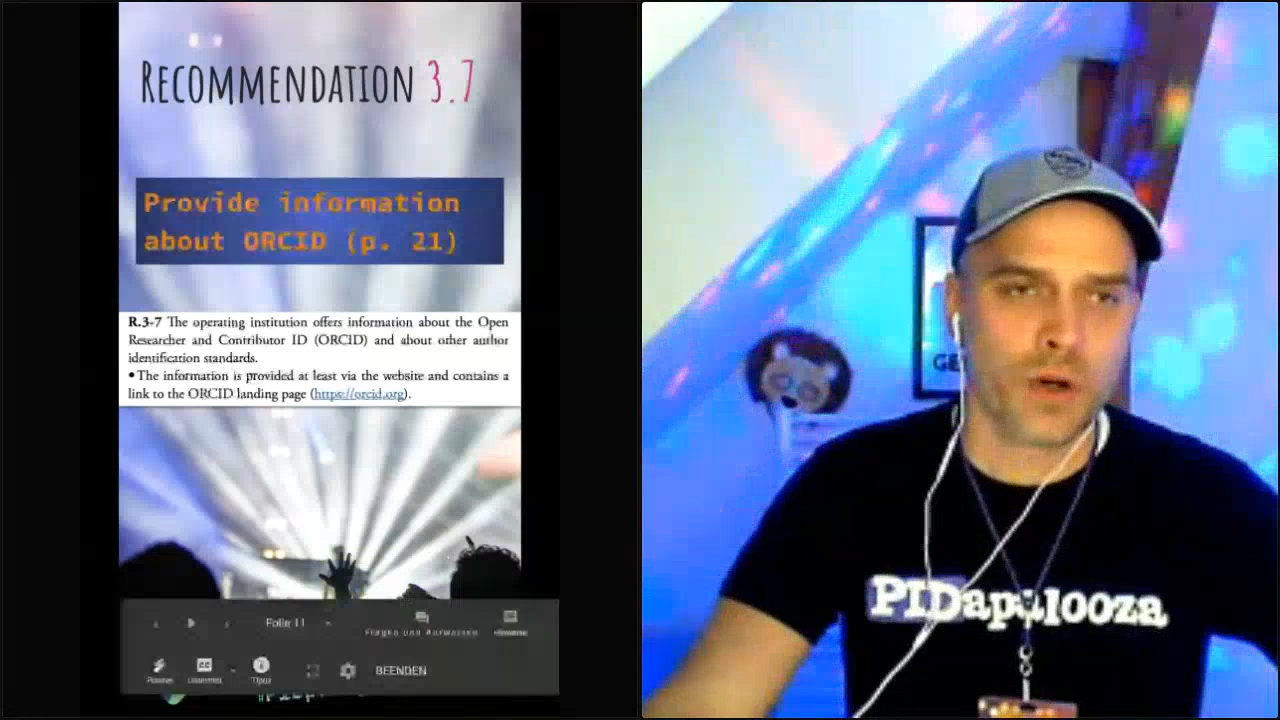 RECOMMENDATION 3.7
Provide information
about ORCID (p. 21)
R.3-7 The operating institution offers information about the Open
Researcher and Contributor ID (ORCID) and about other author
identification standards.
•The information is provided at least via the website and contains a
link to the ORCID landing page (https://orcid.org).
Folie 11
Fragen und Antworten
BEENDEN
GE
PIDapalooza